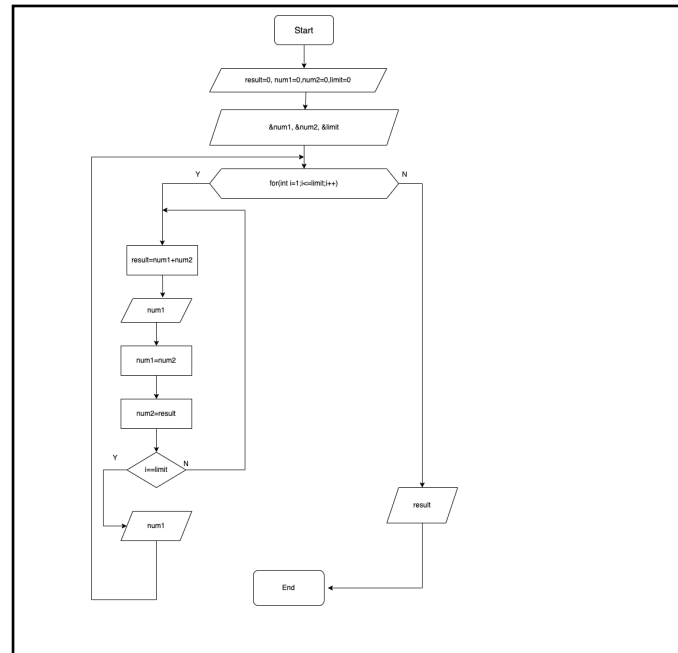 Start
result=0, num1=0,num2=0,limit=0
&num1, &num2, &limit
Y
for(int i=1;i<=limit;i++)
N
result=num1+num2
num1
num1=num2
num2=result
Y
i==limit
N
num1
result
End